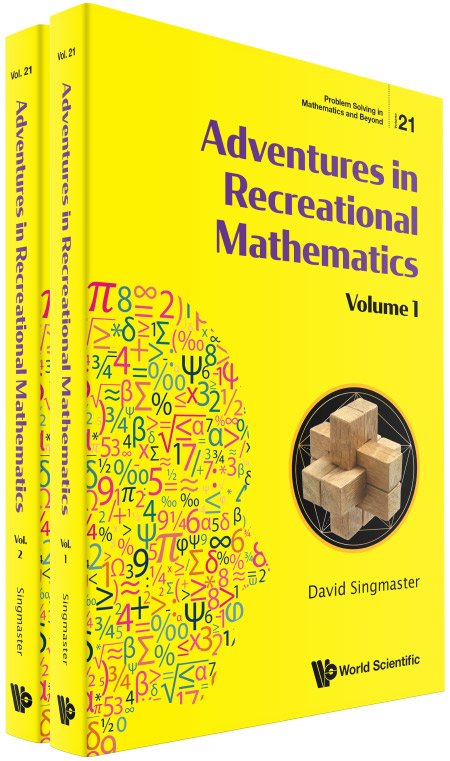 Vol. 21
Adventures in Recreational Mathematics
Vol.
2
Singmaster
Vol. 21
Adventures in Recreational Mathematics
Vol.
1
Singmaster
Problem Solving in
Mathematics and Beyond
Volume 21
Adventures in
Recreational
Mathematics
Volume 1
David Singmaster
World Scientific